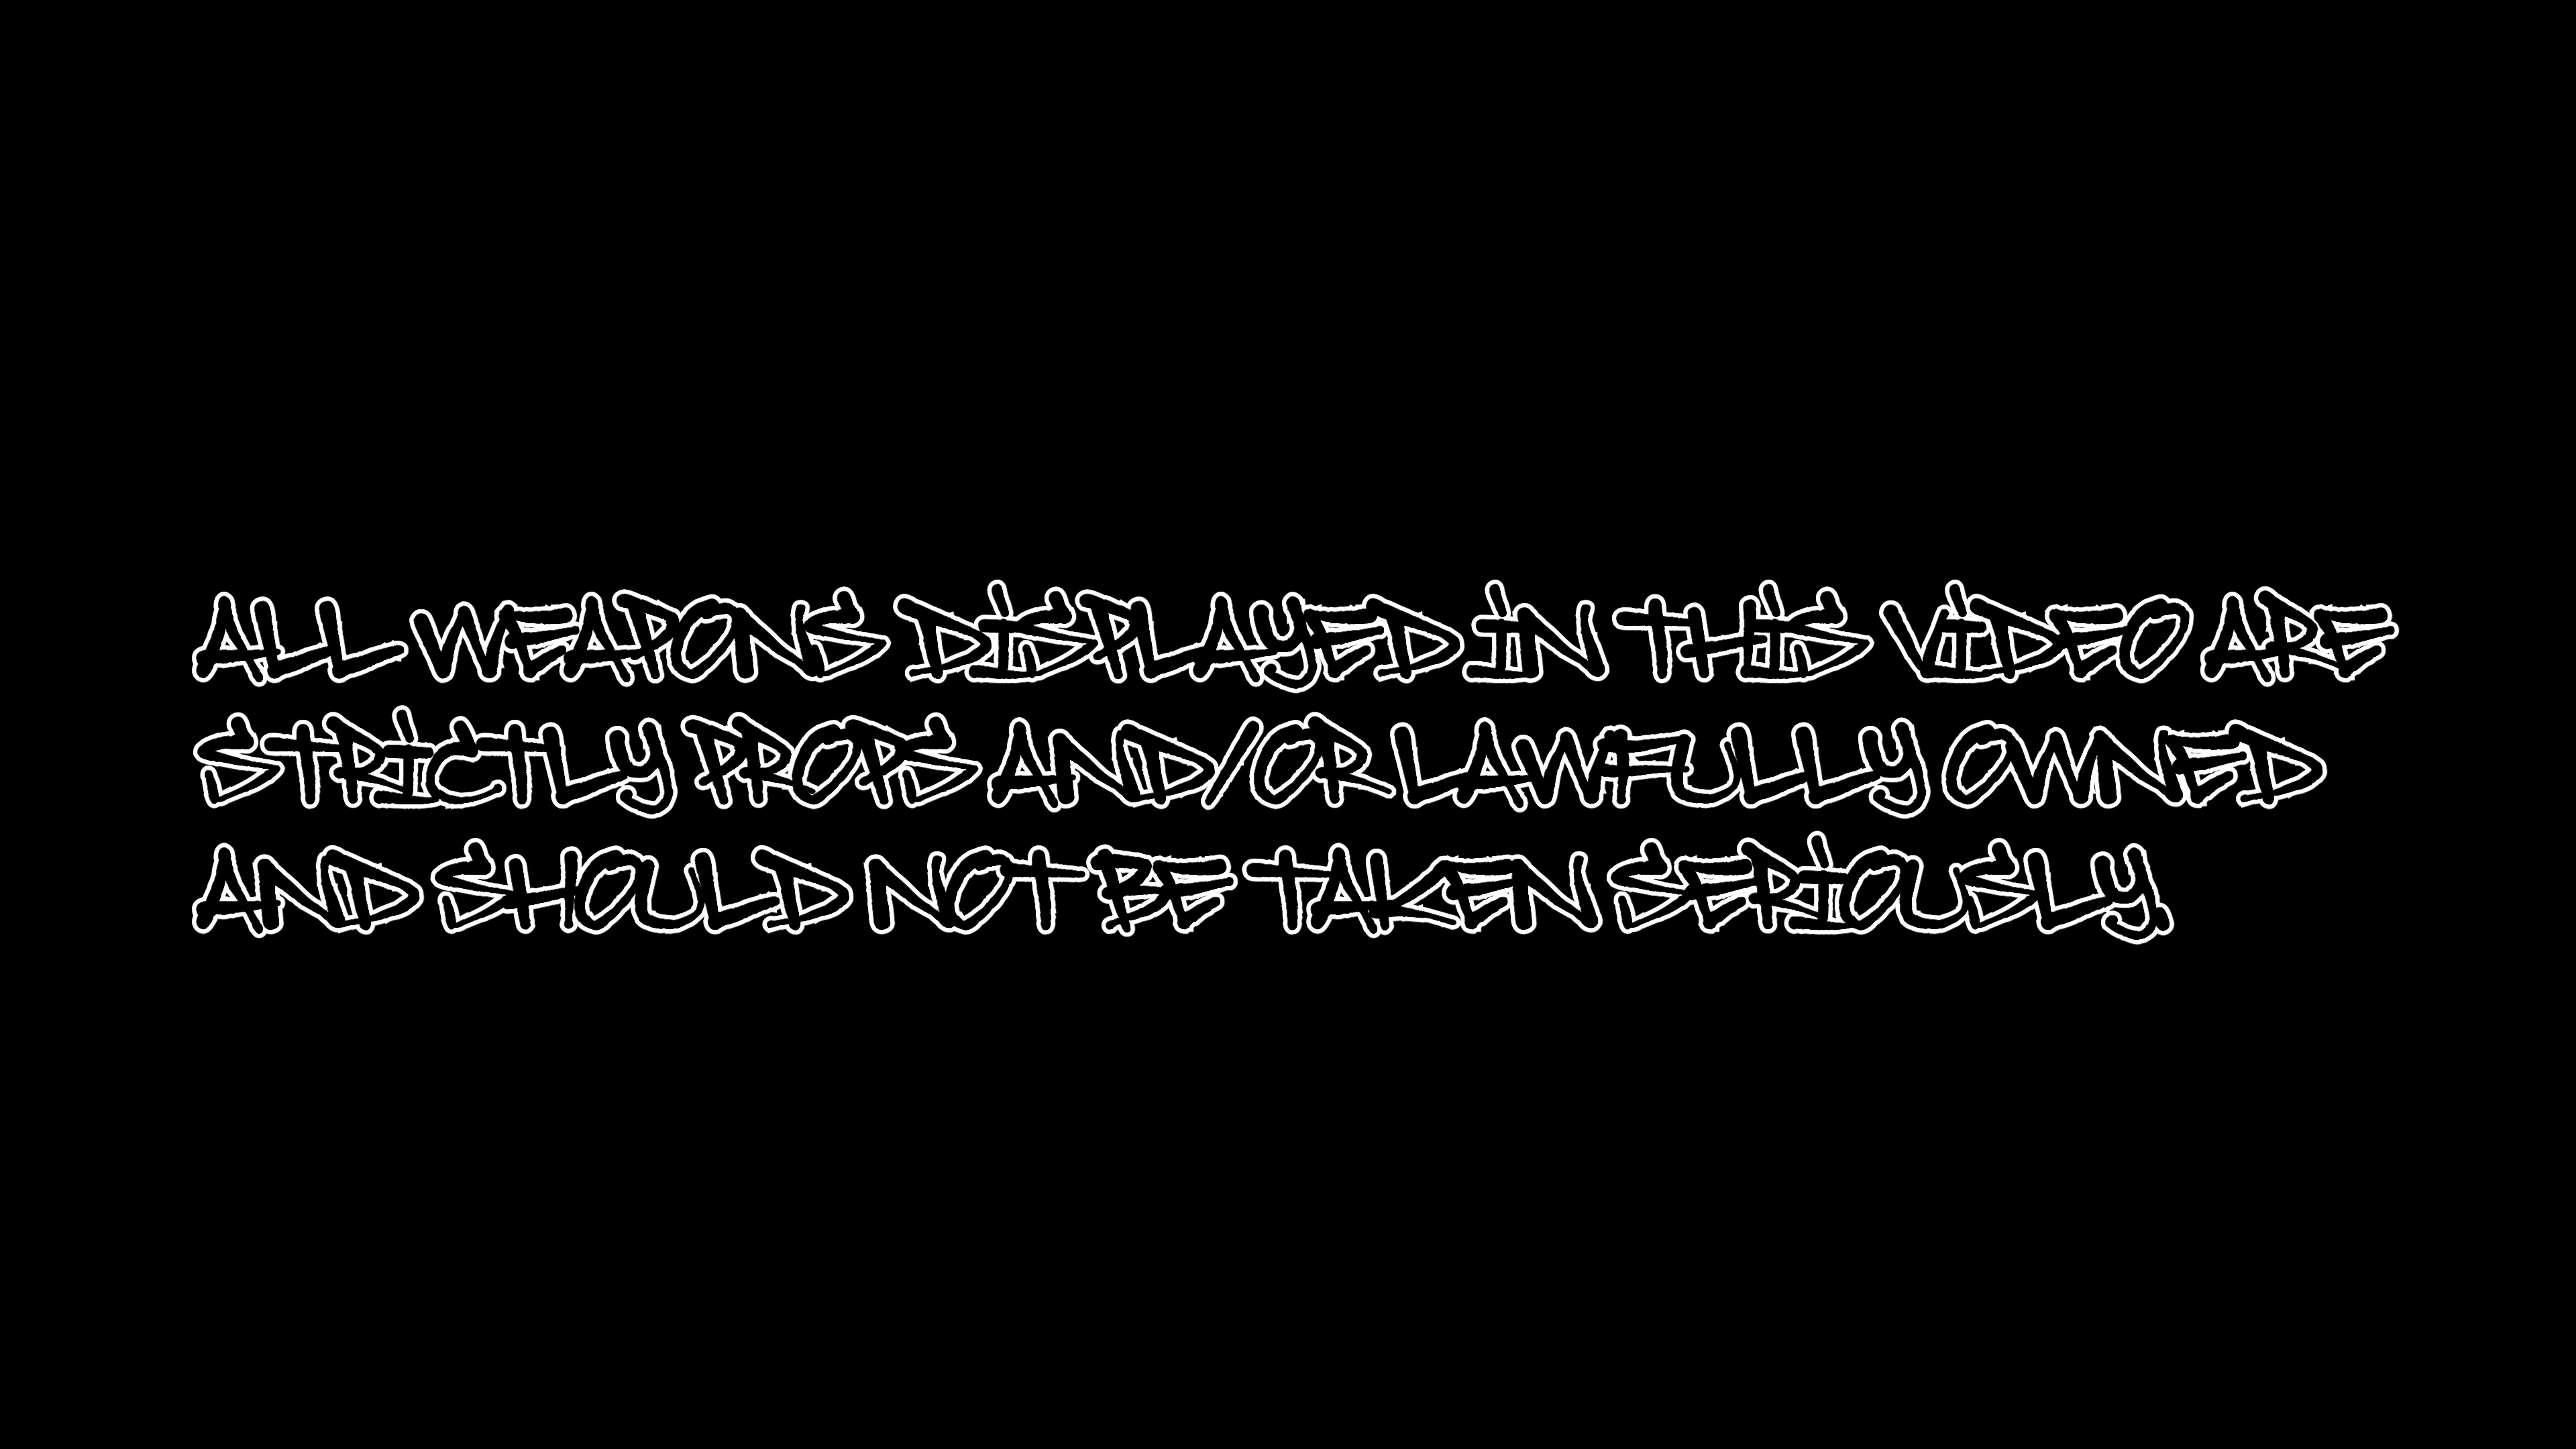 ALL WEAPONS DISPLAYED IN THIS VIDEO ARE
STRICTLY PROPS AND/OR LAWFULLY OWNED
AND SHOULD NOT BE TAKEN SERIOUSLY.